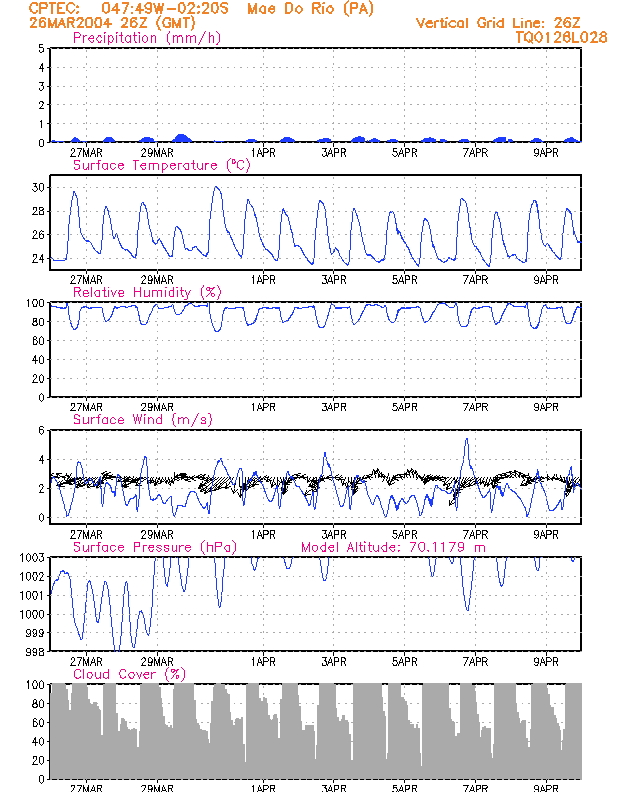 CPTEC: 047:49W-02:20S Mae Do Rio (PA)
26MAR2004 26Z (GMT) Vertical Grid Line: 26Z
Precipitation (mm/h) TQ0126L028
5
4
3
2
1
0
27MAR 29MAR 1APR 3APR 5APR 7APR 9APR
Surface Temperature (°C)
30
28
26
24
27MAR 29MAR 1APR 3APR 5APR 7APR 9APR
Relative Humidity (%)
100
80
60
40
20
0
27MAR 29MAR 1APR 3APR 5APR 7APR 9APR
Surface Wind (m/s)
6
4
2
0
27MAR 29MAR 1APR 3APR 5APR 7APR 9APR
Surface Pressure (hPa) Model Altitude: 70.1179 m
1003
1002
1001
1000
999
998
27MAR 29MAR 1APR 3APR 5APR 7APR 9APR
Cloud Cover (%)
100
80
60
40
20
0
27MAR 29MAR 1APR 3APR 5APR 7APR 9APR